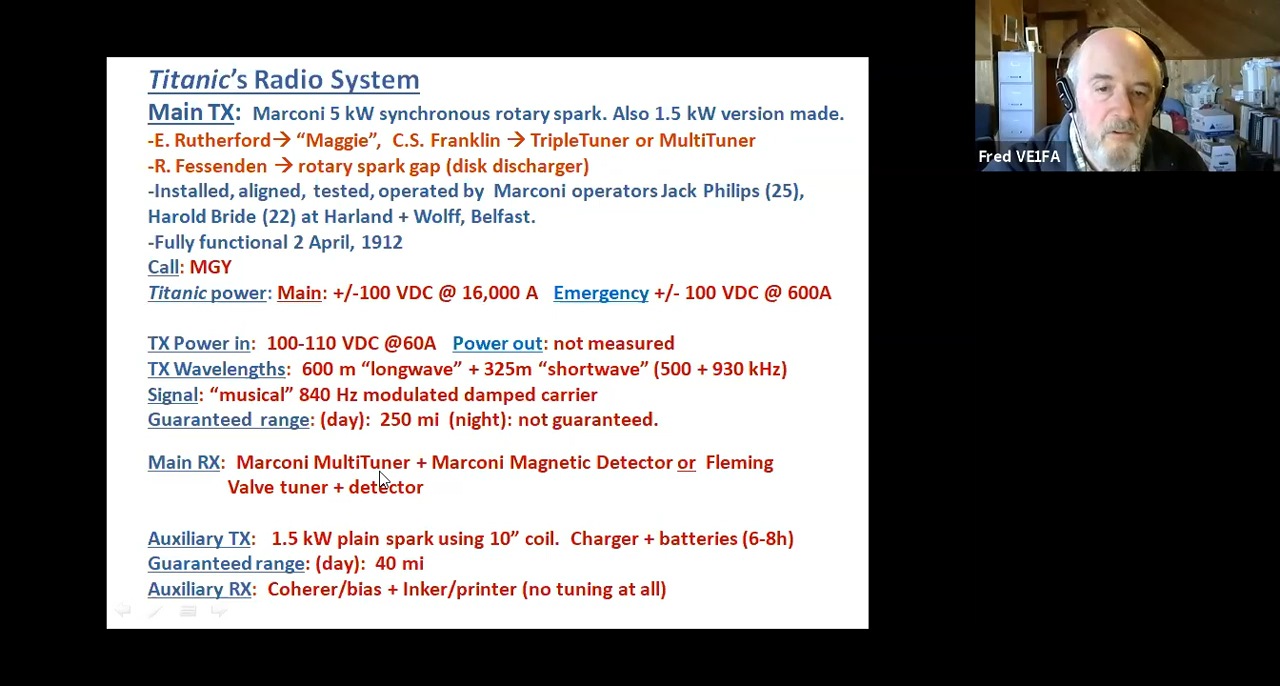 Titanic's Radio System
Main TX: Marconi 5 kW synchronous rotary spark. Also 1.5 kW version made.
-E. Rutherford→ “Maggie”, C.S. Franklin → TripleTuner or MultiTuner
-R. Fessenden → rotary spark gap (disk discharger)
-Installed, aligned, tested, operated by Marconi operators Jack Philips (25),
Harold Bride (22) at Harland + Wolff, Belfast.
-Fully functional 2 April, 1912
Call: MGY
Titanic power: Main: +/-100 VDC @ 16,000 A Emergency +/- 100 VDC @ 600A
TX Power in: 100-110 VDC @60A Power out: not measured
TX Wavelengths: 600 m “longwave” + 325m “shortwave” (500 + 930 kHz)
Signal: “musical” 840 Hz modulated damped carrier
Guaranteed range: (day): 250 mi (night): not guaranteed.
Main RX: Marconi MultiTuner + Marconi Magnetic Detector or Fleming
Valve tuner + detector
Auxiliary TX: 1.5 kW plain spark using 10” coil. Charger + batteries (6-8h)
Guaranteed range: (day): 40 mi
Auxiliary RX: Coherer/bias + Inker/printer (no tuning at all)
Fred VE1FA